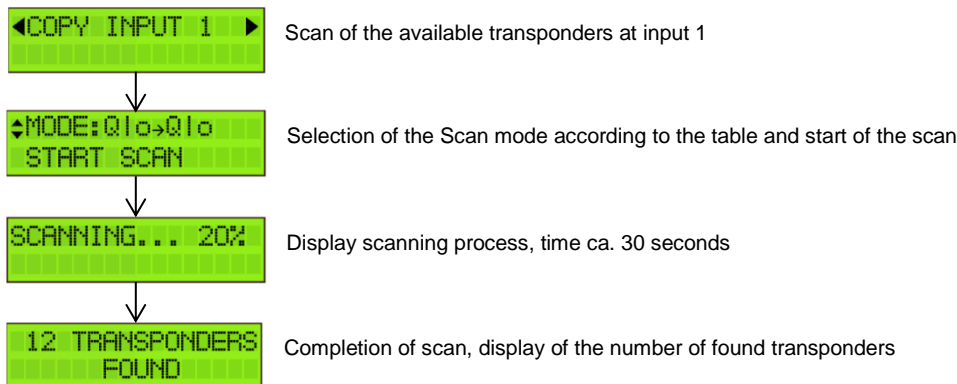 ◀COPY INPUT 1 ▶
Scan of the available transponders at input 1
MODE:QIo→QIo
START SCAN
Selection of the Scan mode according to the table and start of the scan
SCANNING... 20%
Display scanning process, time ca. 30 seconds
12 TRANSPONDERS
FOUND
Completion of scan, display of the number of found transponders